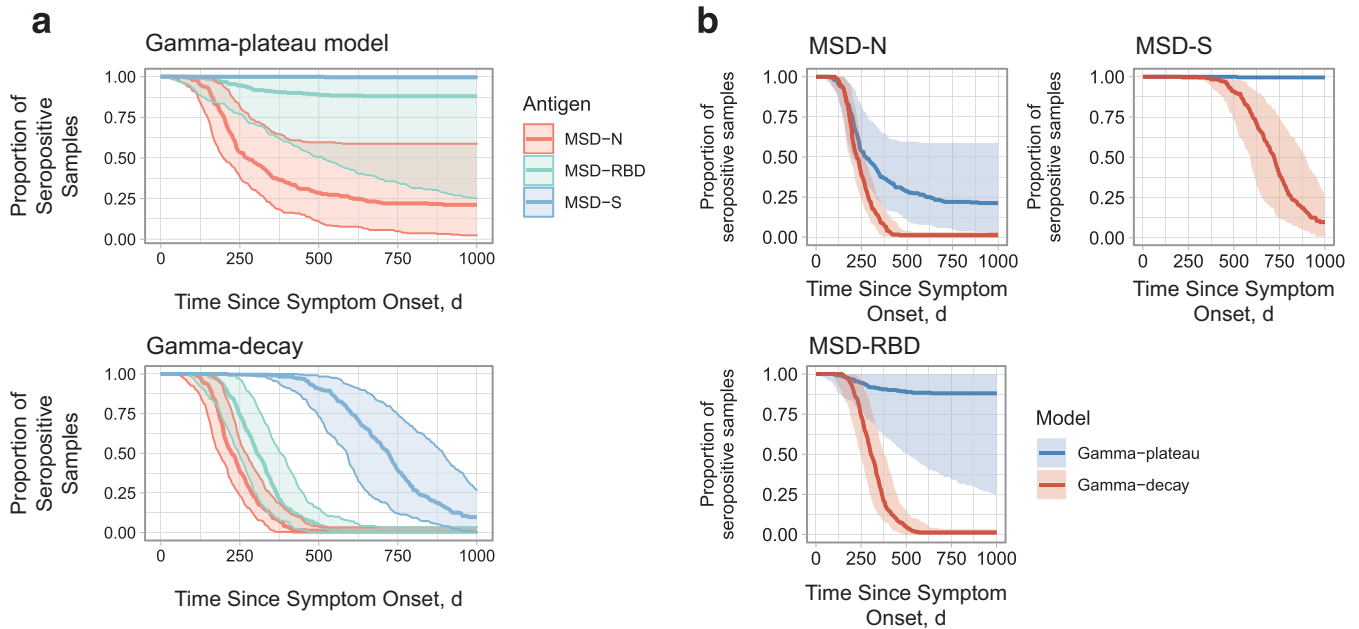 a
Gamma-plateau model
Proportion of
Seropositive
Samples
1.00
0.75
0.50
0.25
0.00
0
250
500
750
1000
Time Since Symptom Onset, d
Antigen
MSD-N
MSD-RBD
MSD-S
Gamma-decay
Proportion of
Seropositive
Samples
1.00
0.75
0.50
0.25
0.00
0
250
500
750
1000
Time Since Symptom Onset, d
b
MSD-N
Proportion of
seropositive samples
1.00
0.75
0.50
0.25
0.00
0
250
500
750
1000
Time Since Symptom
Onset, d
MSD-S
Proportion of
seropositive samples
1.00
0.75
0.50
0.25
0.00
0
250
500
750
1000
Time Since Symptom
Onset, d
MSD-RBD
Proportion of
seropositive samples
1.00
0.75
0.50
0.25
0.00
0
250
500
750
1000
Time Since Symptom
Onset, d
Model
Gamma-plateau
Gamma-decay